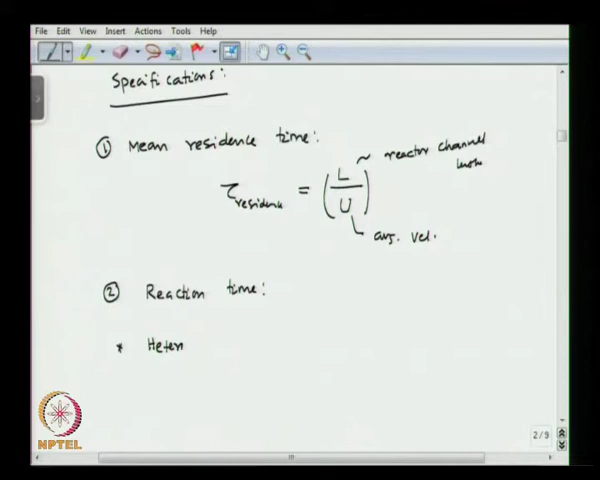 File Edit View Insert Actions Tools Help
Specifications:
① Mean residence time:
τresidence = (L/U)
~ reactor channel
avg. vel.
② Reaction time:
* Heter
NPTEL
2/9